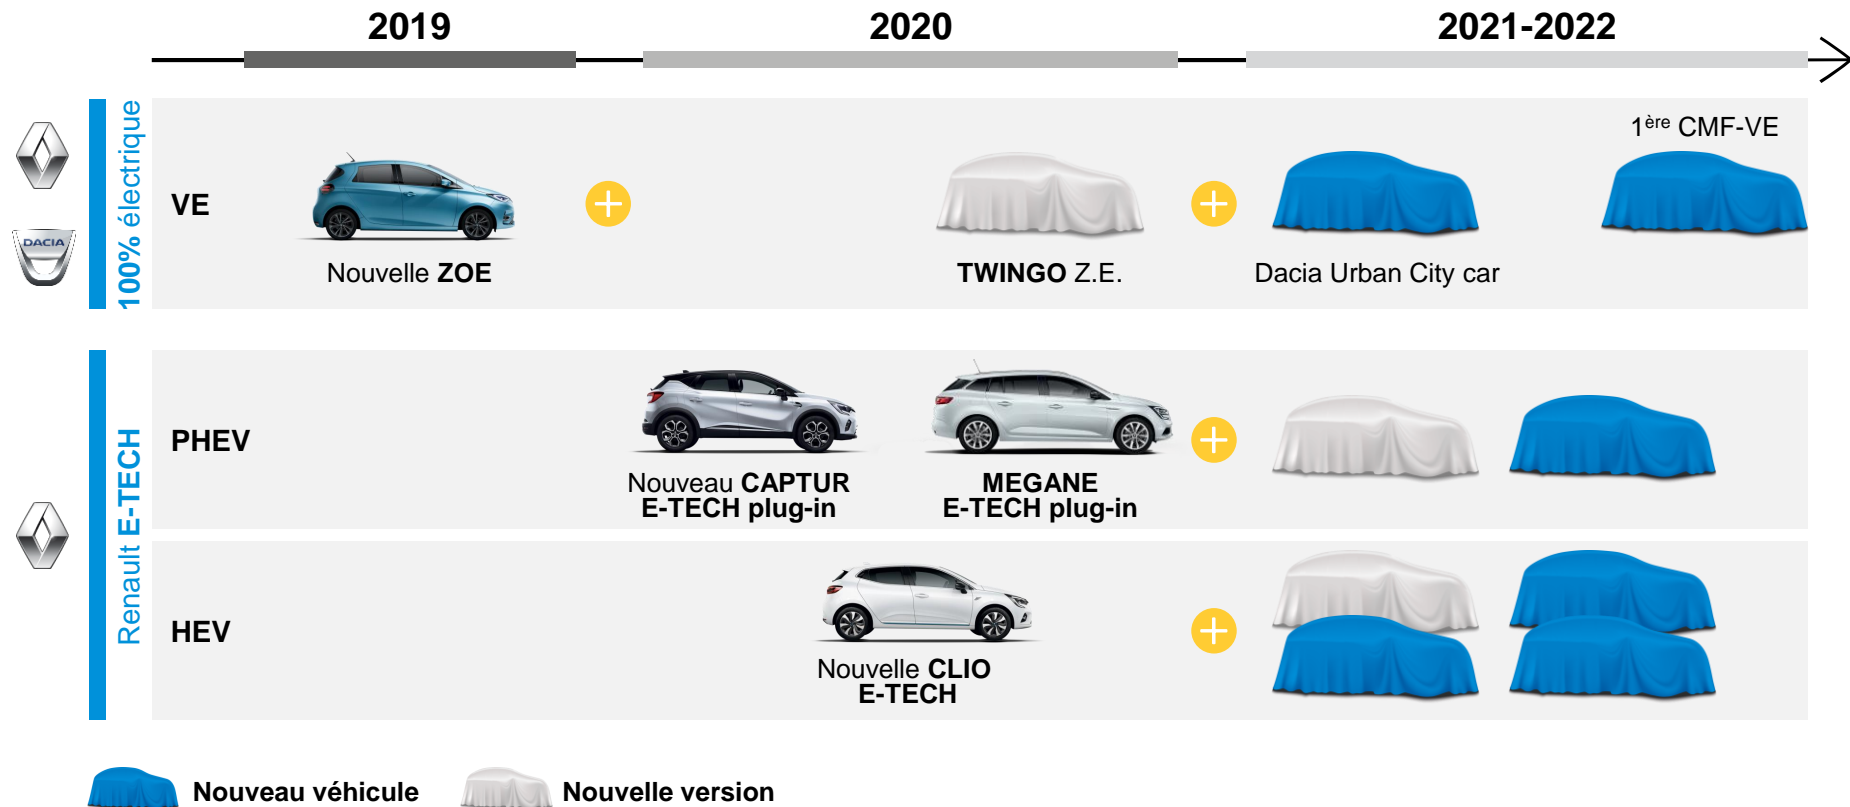 2019
2020
2021-2022
DACIA
100% électrique
VE
Nouvelle ZOE
TWINGO Z.E.
Dacia Urban City car
1ère CMF-VE
Renault E-TECH
PHEV
Nouveau CAPTUR
E-TECH plug-in
MEGANE
E-TECH plug-in
HEV
Nouvelle CLIO
E-TECH
Nouveau véhicule
Nouvelle version